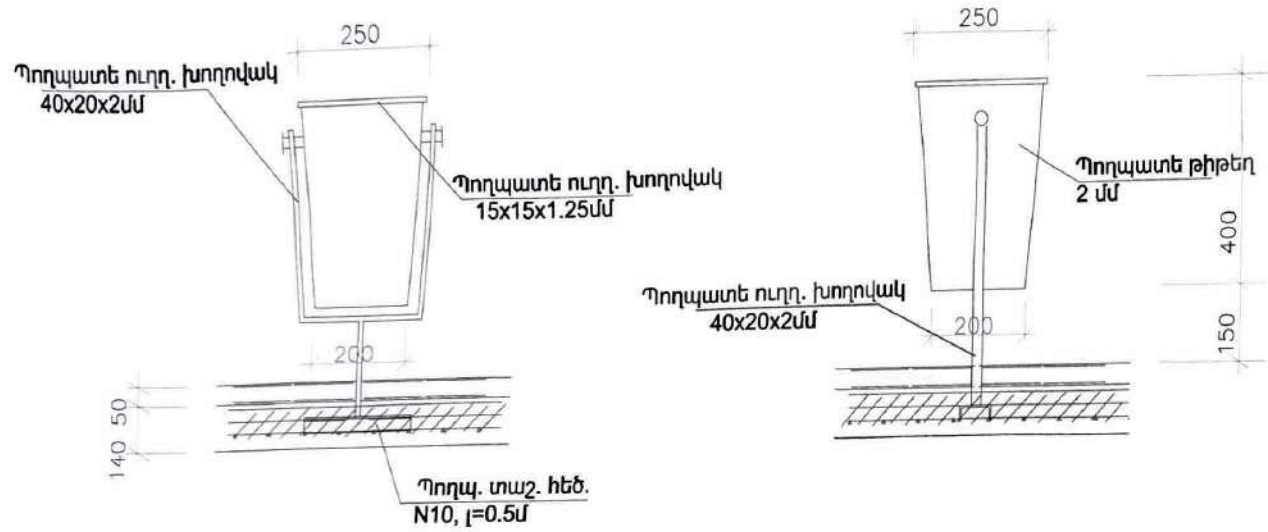 250
Պողպատե ուղղ. խողովակ
40x20x2մմ
Պողպատե ուղղ. խողովակ
15x15x1.25մմ
200
50
140
Պողպ. տաշ. հեծ.
N10, լ=0.5մ
250
Պողպատե թիթեղ
2 մմ
400
Պողպատե ուղղ. խողովակ
40x20x2մմ
200
150